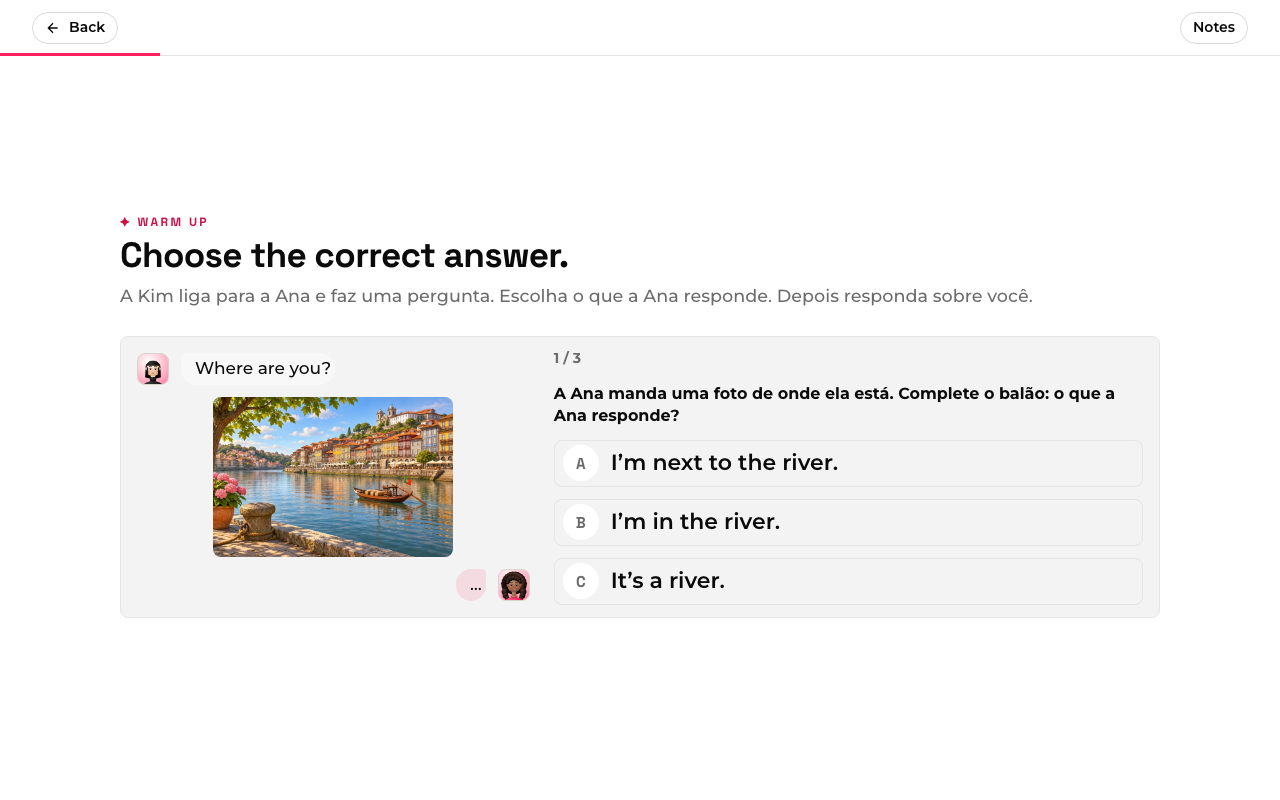 Back
Notes
WARM UP
Choose the correct answer.
A Kim liga para a Ana e faz uma pergunta. Escolha o que a Ana responde. Depois responda sobre você.
Where are you?
...
1 / 3
A Ana manda uma foto de onde ela está. Complete o balão: o que a
Ana responde?
A I’m next to the river.
B I’m in the river.
C It’s a river.